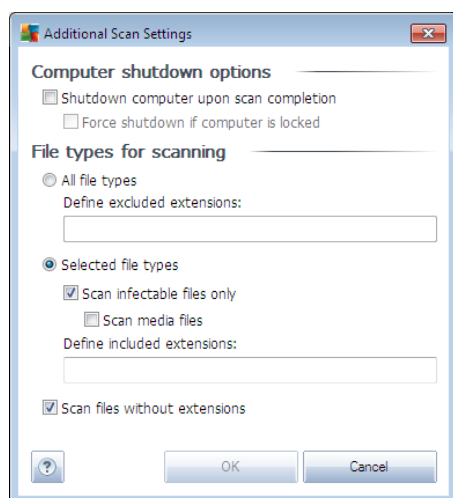 Additional Scan Settings
Computer shutdown options
Shutdown computer upon scan completion
Force shutdown if computer is locked
File types for scanning
All file types
Define excluded extensions:
Selected file types
Scan infectable files only
Scan media files
Define included extensions:
Scan files without extensions
? OK Cancel